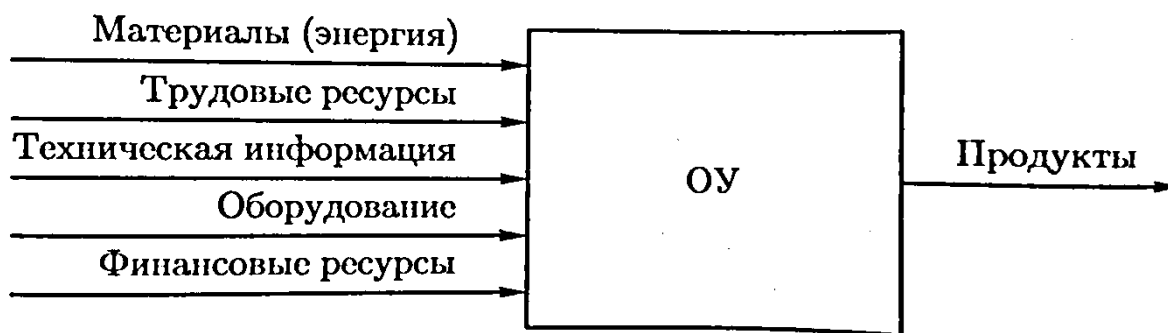 Материалы (энергия)
Трудовые ресурсы
Техническая информация
Оборудование
Финансовые ресурсы
ОУ
Продукты